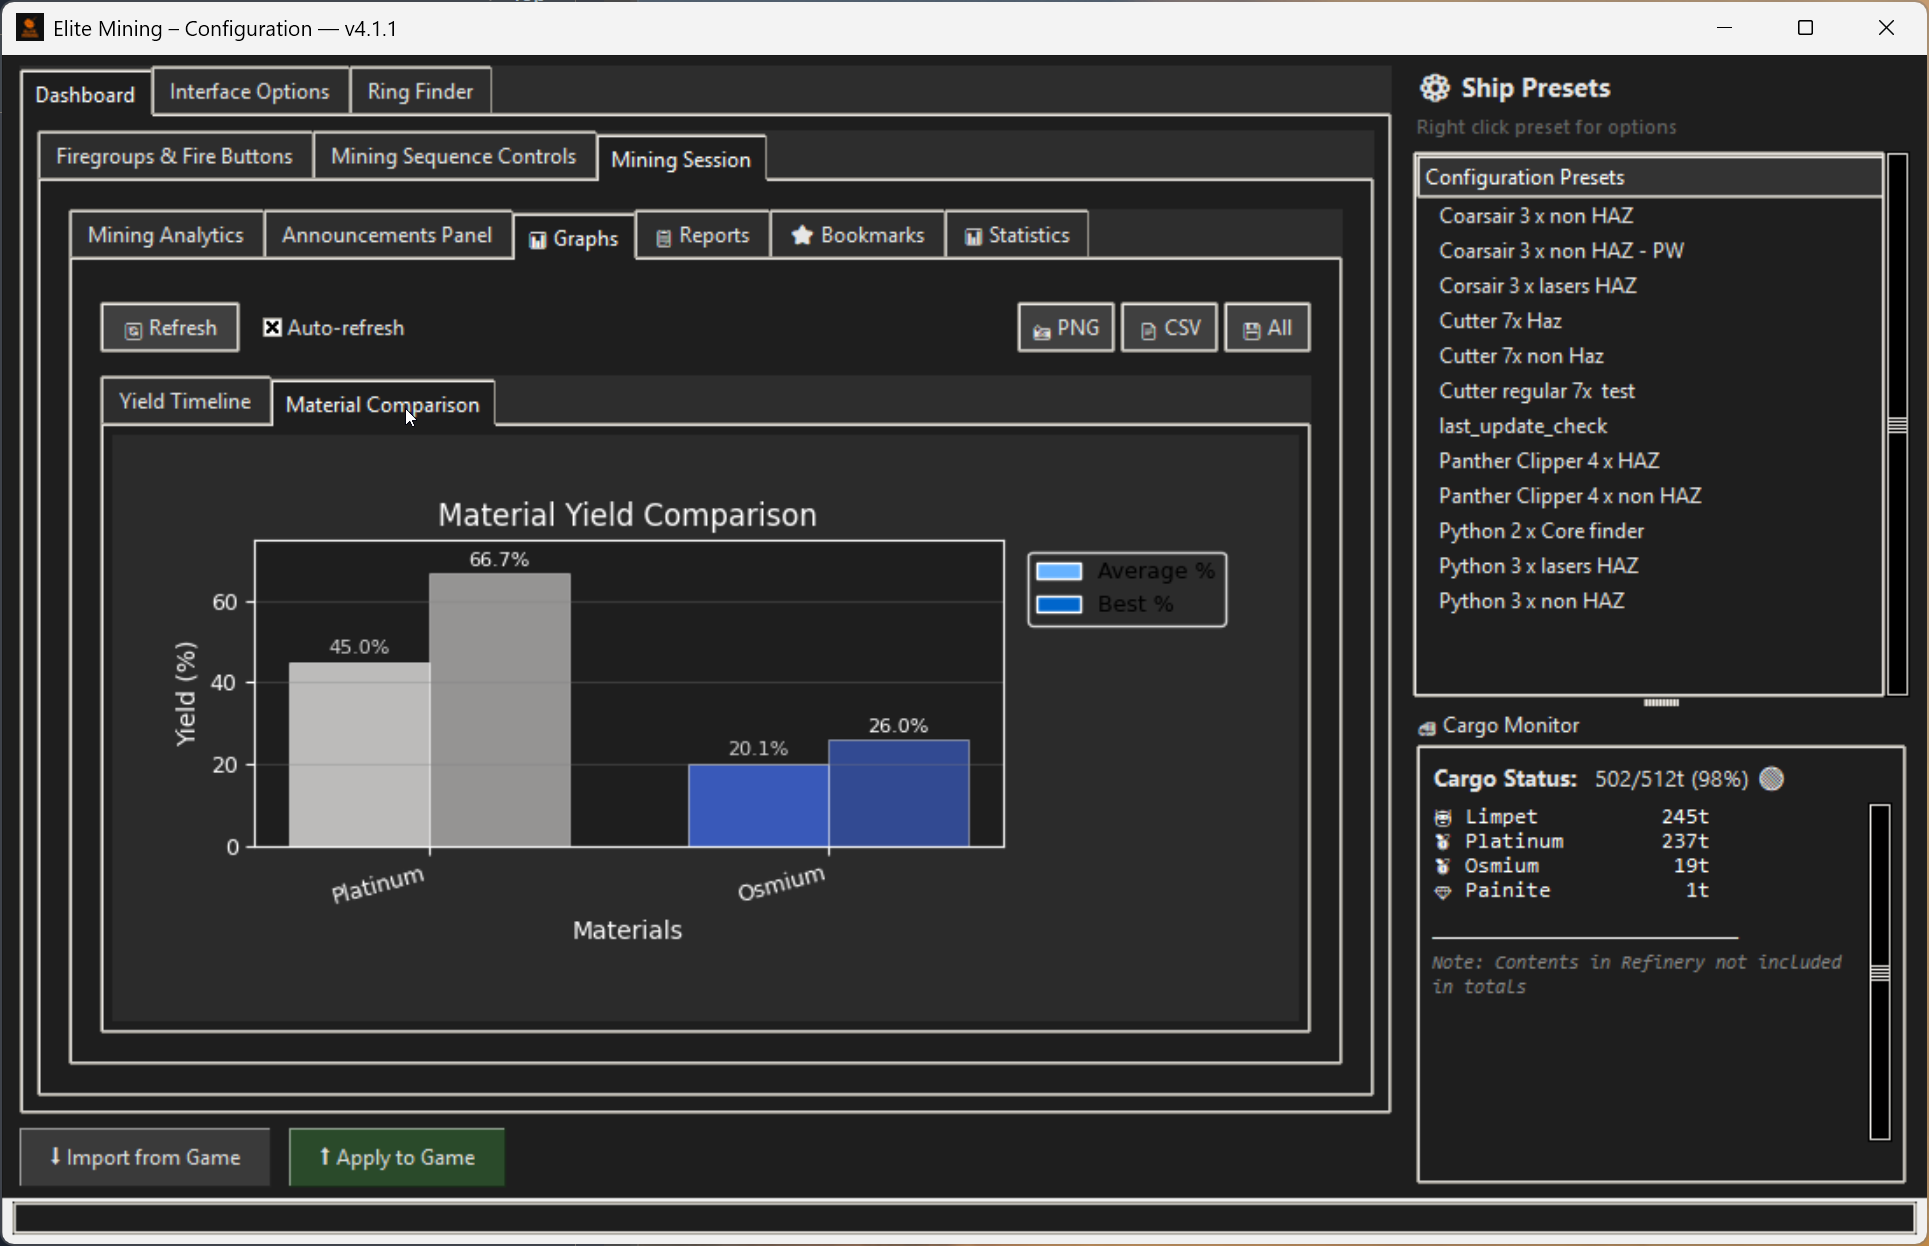 Elite Mining – Configuration — v4.1.1
Dashboard
Interface Options
Ring Finder
Firegroups & Fire Buttons
Mining Sequence Controls
Mining Session
Mining Analytics
Announcements Panel
Graphs
Reports
Bookmarks
Statistics
Refresh
Auto-refresh
PNG
CSV
All
Yield Timeline
Material Comparison
Material Yield Comparison
66.7%
45.0%
26.0%
20.1%
60
40
20
0
Yield (%)
Platinum
Osmium
Materials
Average %
Best %
Import from Game
Apply to Game
Ship Presets
Right click preset for options
Configuration Presets
Coarsair 3 x non HAZ
Coarsair 3 x non HAZ - PW
Corsair 3 x lasers HAZ
Cutter 7x Haz
Cutter 7x non Haz
Cutter regular 7x  test
last_update_check
Panther Clipper 4 x HAZ
Panther Clipper 4 x non HAZ
Python 2 x Core finder
Python 3 x lasers HAZ
Python 3 x non HAZ
Cargo Monitor
Cargo Status: 502/512t (98%)
Limpet 245t
Platinum 237t
Osmium 19t
Painite 1t
Note: Contents in Refinery not included
in totals